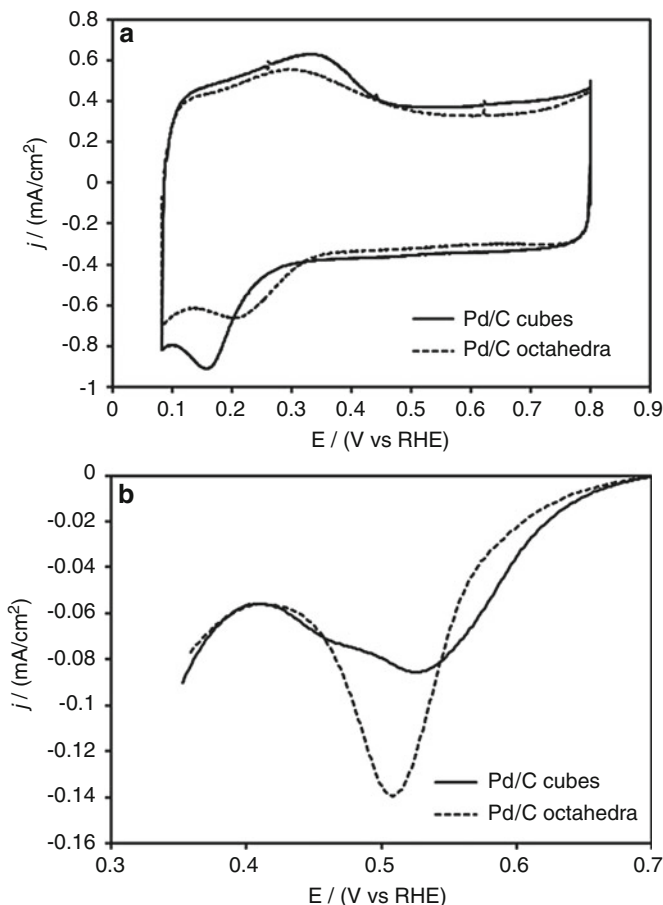 a
0.8
0.6
0.4
0.2
0
-0.2
-0.4
-0.6
-0.8
-1
j / (mA/cm²)
Pd/C cubes
Pd/C octahedra
0 0.1 0.2 0.3 0.4 0.5 0.6 0.7 0.8 0.9
E / (V vs RHE)
b
0
-0.02
-0.04
-0.06
-0.08
-0.1
-0.12
-0.14
-0.16
j / (mA/cm²)
Pd/C cubes
Pd/C octahedra
0.3 0.4 0.5 0.6 0.7
E / (V vs RHE)